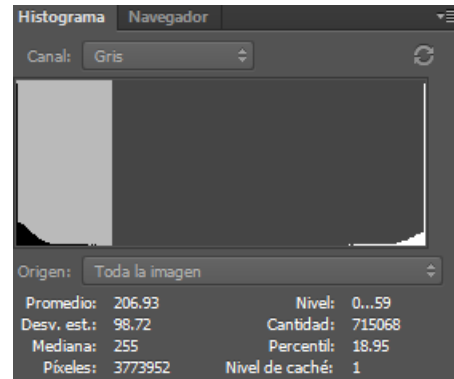 Histograma Navegador
Canal: Gris
Origen: Toda la imagen
Promedio: 206.93 Nivel: 0...59
Desv. est.: 98.72 Cantidad: 715068
Mediana: 255 Percentil: 18.95
Píxeles: 3773952 Nivel de caché: 1